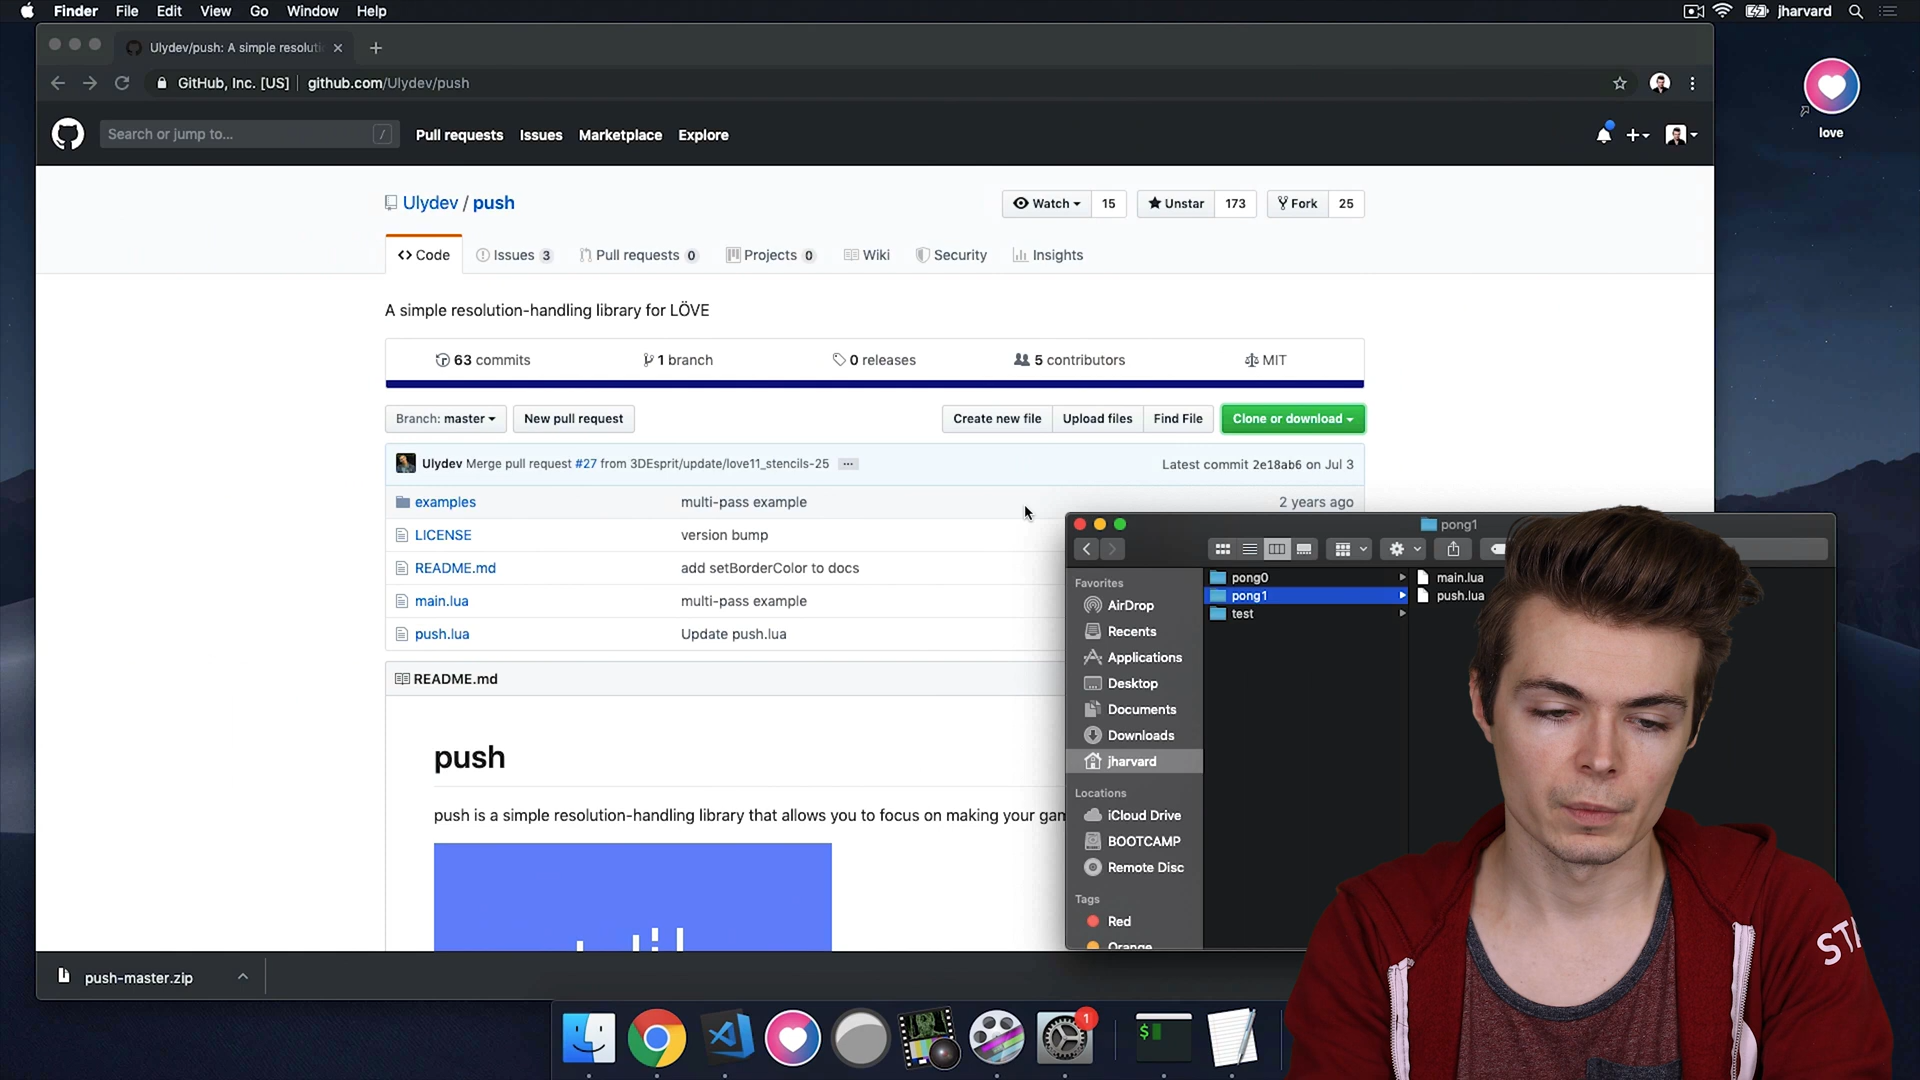 Finder File Edit View Go Window Help
jharvard
Ulydev/push: A simple resoluti
GitHub, Inc. [US] github.com/Ulydev/push
love
Search or jump to... /
Pull requests Issues Marketplace Explore
Ulydev / push
Watch 15 Unstar 173 Fork 25
Code Issues 3 Pull requests 0 Projects 0 Wiki Security Insights
A simple resolution-handling library for LÖVE
63 commits 1 branch 0 releases 5 contributors MIT
Branch: master New pull request Create new file Upload files Find File Clone or download
Ulydev Merge pull request #27 from 3DEsprit/update/love11_stencils-25 ... Latest commit 2e18ab6 on Jul 3
examples multi-pass example 2 years ago
LICENSE version bump
README.md add setBorderColor to docs
main.lua multi-pass example
push.lua Update push.lua
README.md
push
push is a simple resolution-handling library that allows you to focus on making your gam
pong1
Favorites
AirDrop
Recents
Applications
Desktop
Documents
Downloads
jharvard
Locations
iCloud Drive
BOOTCAMP
Remote Disc
Tags
Red
Orange
pong0
pong1
test
main.lua
push.lua
push-master.zip
1
$
STA